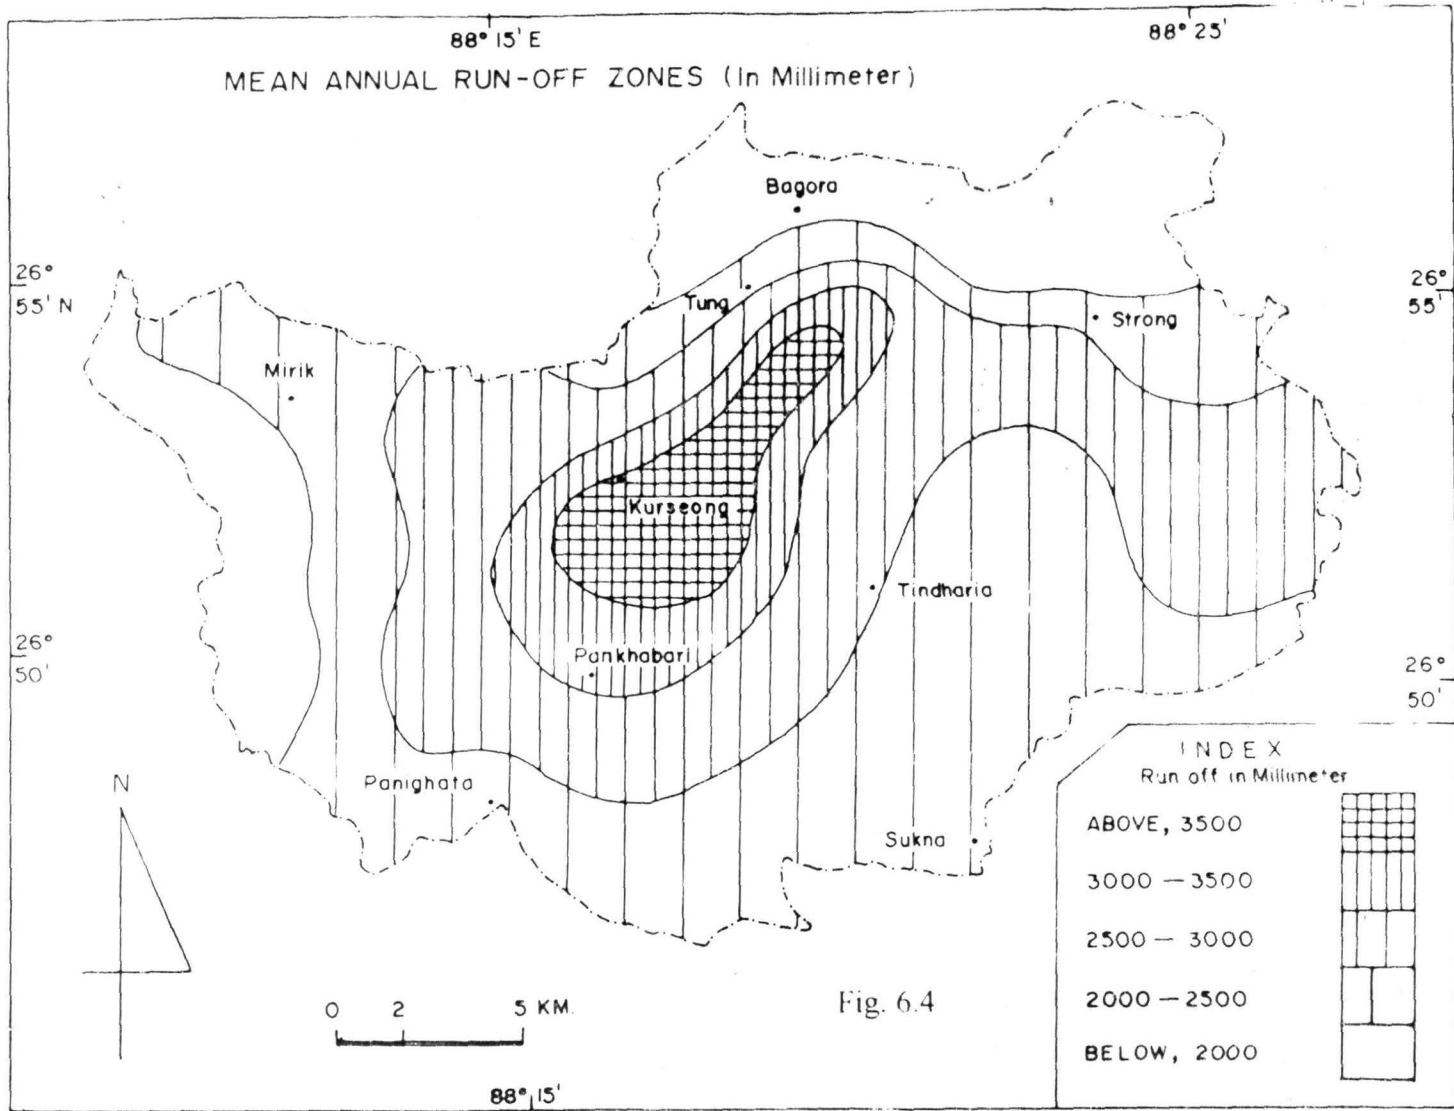 88° 15' E
88° 25'
MEAN ANNUAL RUN-OFF ZONES (In Millimeter)
Bagora
26°
55' N
26°
55'
Tung
Strong
Mirik
Kurseong
Tindharia
26°
50'
Pankhabari
26°
50'
INDEX
Run off in Millimeter
N
Panighata
ABOVE, 3500
Sukna
3000 — 3500
2500 — 3000
0 2 5 KM.
Fig. 6.4
2000 — 2500
BELOW, 2000
88° 15'